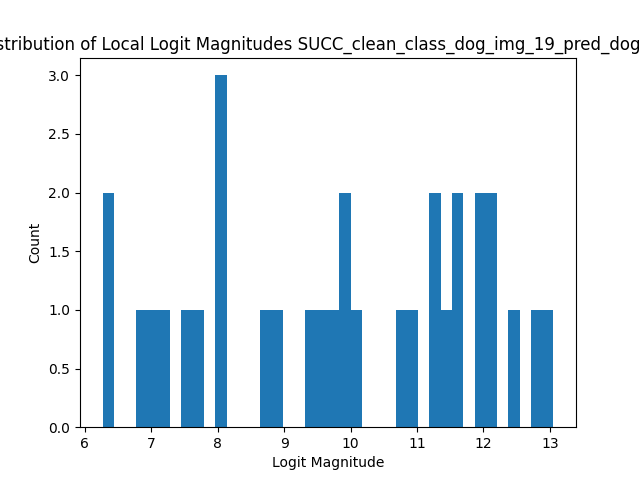 stribution of Local Logit Magnitudes SUCC_clean_class_dog_img_19_pred_dog
3.0
2.5
2.0
1.5
1.0
0.5
0.0
Count
6 7 8 9 10 11 12 13
Logit Magnitude